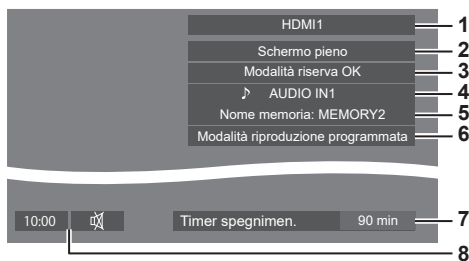 HDMI1 1
Schermo pieno 2
Modalità riserva OK 3
♪ AUDIO IN1 4
Nome memoria: MEMORY2 5
Modalità riproduzione programmata 6
10:00 Timer spegnimen. 90 min 7
8